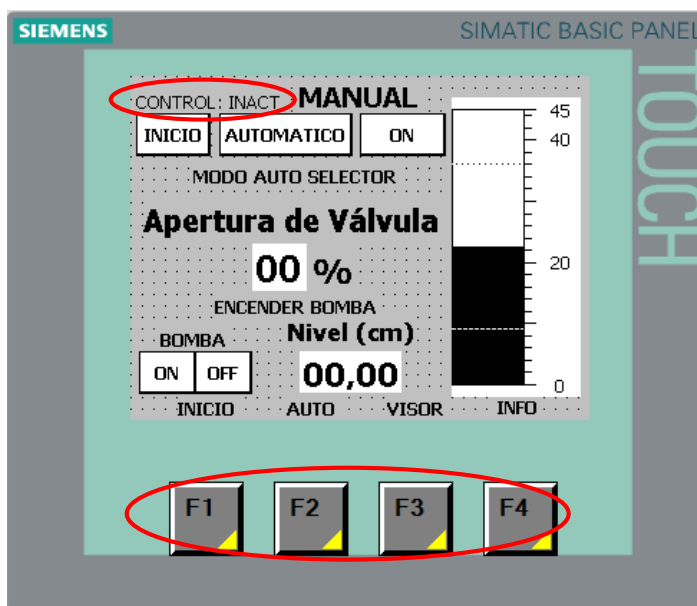 SIEMENS SIMATIC BASIC PANEL
TOUCH
CONTROL: INACT MANUAL
INICIO AUTOMATICO ON
MODO AUTO SELECTOR
Apertura de Válvula
00 %
ENCENDER BOMBA
BOMBA Nivel (cm)
ON OFF 00,00
INICIO AUTO VISOR INFO
45
40
20
0
F1 F2 F3 F4